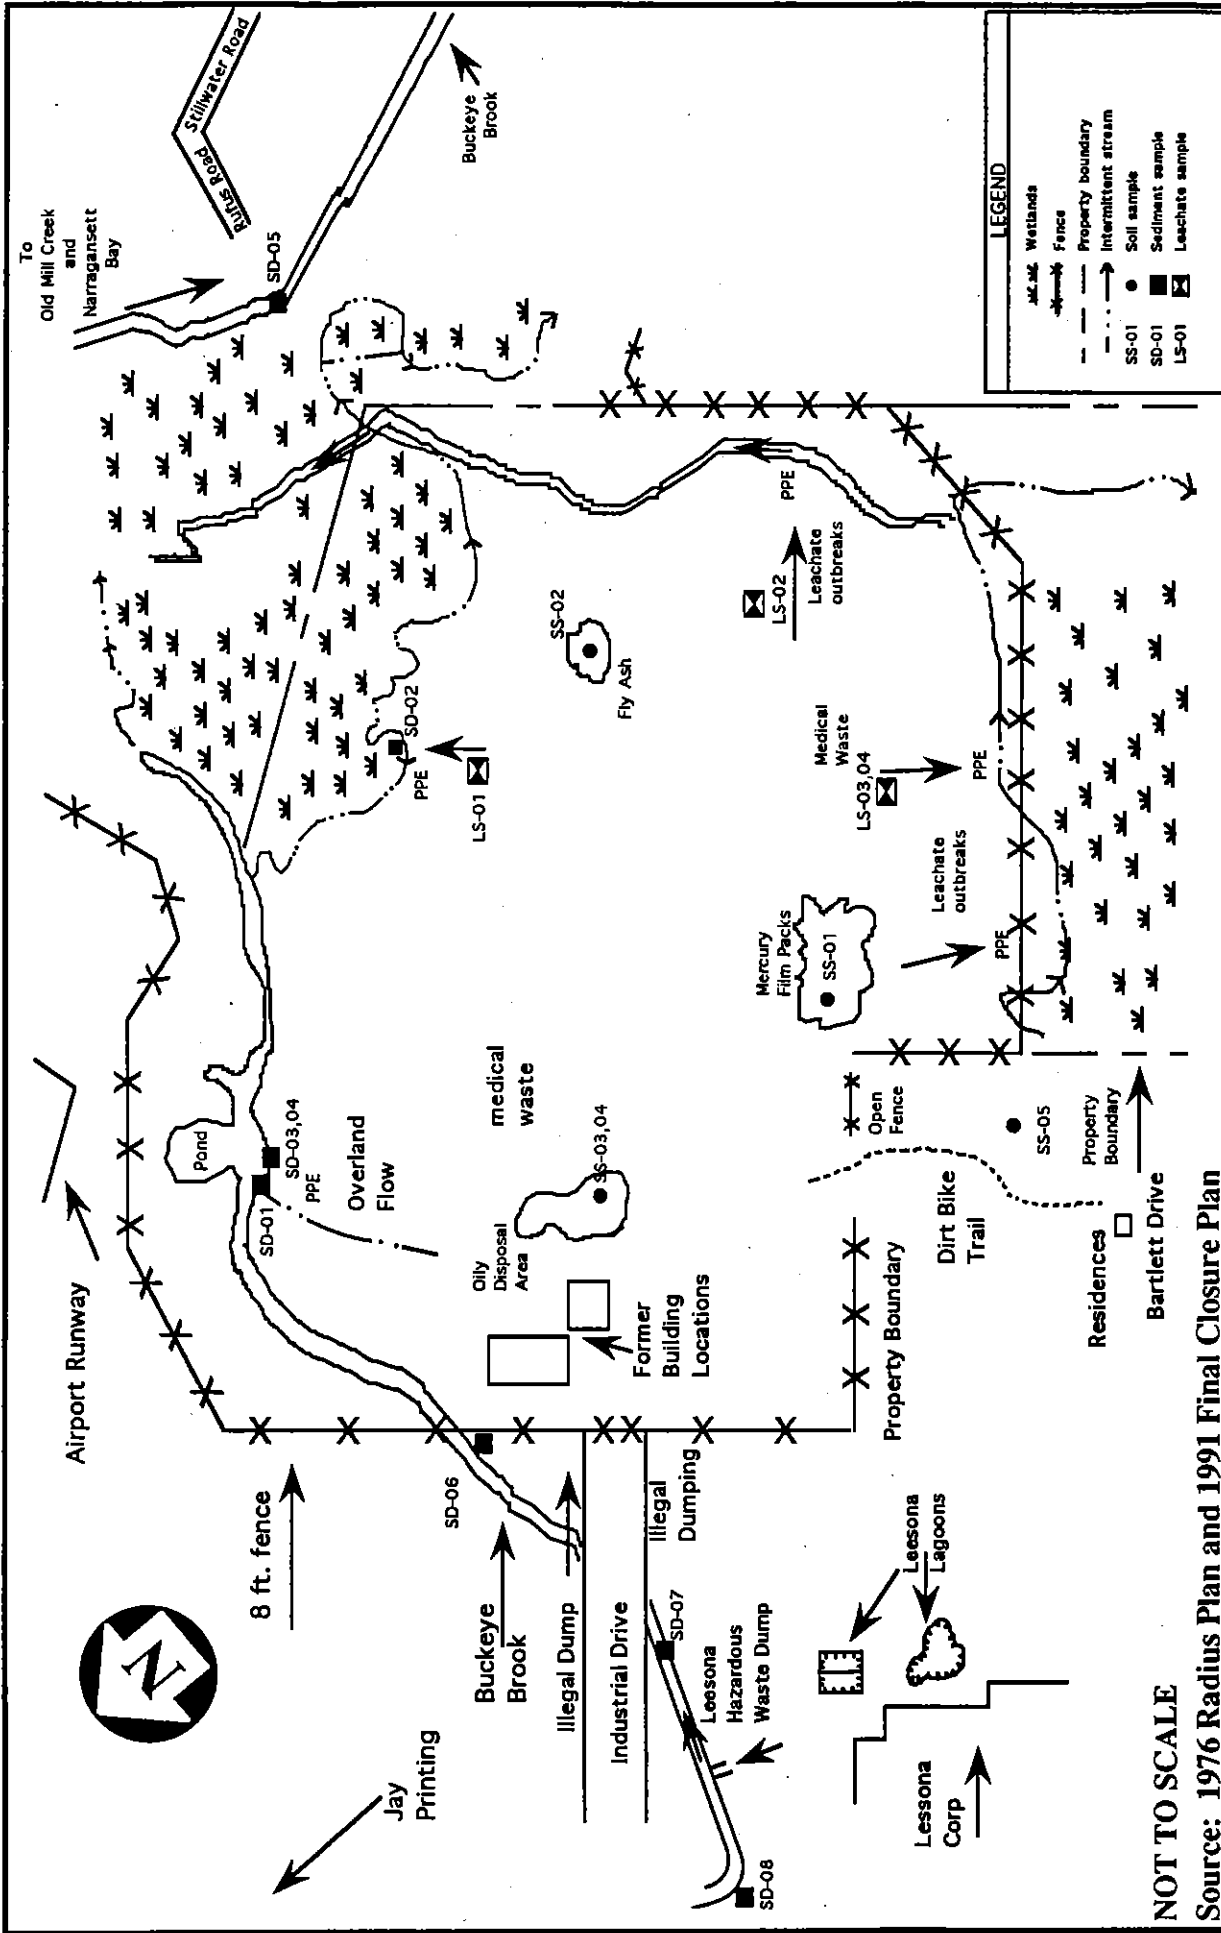 To
Old Mill Creek
and
Narragansett
Bay
Rufus Road
Stillwater Road
SD-05
Buckeye
Brook
LEGEND
Wetlands
Fence
Property boundary
Intermittent stream
SS-01
Soil sample
SD-01
Sediment sample
LS-01
Leachate sample
PPE
LS-02
Leachate
outbreaks
SS-02
Fly Ash
SD-02
PPE
LS-01
Medical
Waste
LS-03,04
PPE
Leachate
outbreaks
PPE
Mercury
Film Packs
SS-01
Airport Runway
Pond
SD-03,04
SD-01
PPE
Overland
Flow
medical
waste
SS-03,04
Oily
Disposal
Area
Former
Building
Locations
Open
Fence
SS-05
Property
Boundary
Dirt Bike
Trail
Residences
Bartlett Drive
Property Boundary
N
8 ft. fence
SD-06
Buckeye
Brook
Illegal Dump
Industrial Drive
Illegal
Dumping
SD-07
Leesona
Hazardous
Waste Dump
Leesona
Lagoons
Jay
Printing
SD-08
Lessona
Corp
NOT TO SCALE
Source: 1976 Radius Plan and 1991 Final Closure Plan